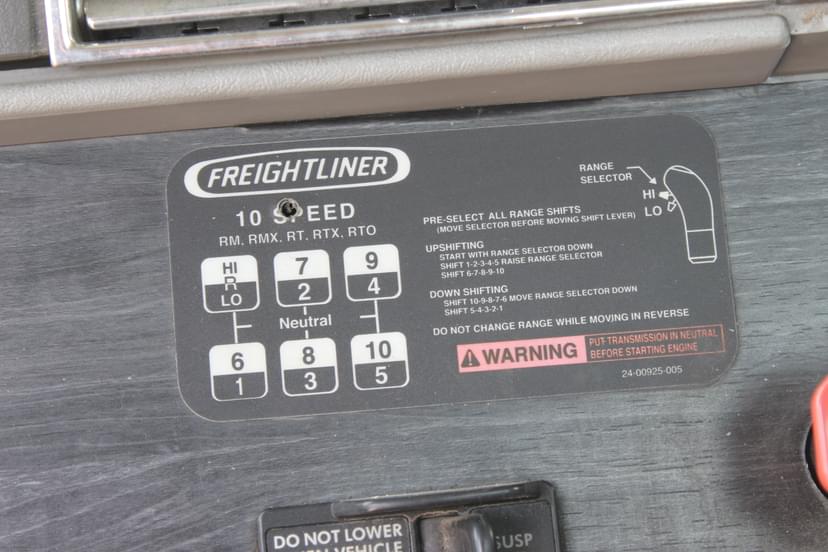 FREIGHTLINER
10 SPEED
RM, RMX, RT, RTX, RTO
HI
R
LO
7
2
9
4
Neutral
6
1
8
3
10
5
RANGE
SELECTOR
HI
LO
PRE-SELECT ALL RANGE SHIFTS
(MOVE SELECTOR BEFORE MOVING SHIFT LEVER)
UPSHIFTING
START WITH RANGE SELECTOR DOWN
SHIFT 1-2-3-4-5 RAISE RANGE SELECTOR
SHIFT 6-7-8-9-10
DOWN SHIFTING
SHIFT 10-9-8-7-6 MOVE RANGE SELECTOR DOWN
SHIFT 5-4-3-2-1
DO NOT CHANGE RANGE WHILE MOVING IN REVERSE
WARNING
PUT TRANSMISSION IN NEUTRAL
BEFORE STARTING ENGINE
24-00925-005
DO NOT LOWER
VEHICLE
SUSP